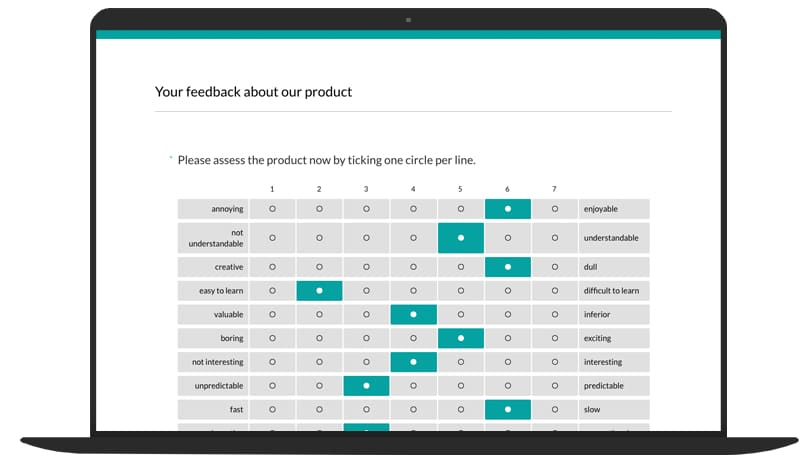 Your feedback about our product
* Please assess the product now by ticking one circle per line.
1 2 3 4 5 6 7
annoying enjoyable
not
understandable understandable
creative dull
easy to learn difficult to learn
valuable inferior
boring exciting
not interesting interesting
unpredictable predictable
fast slow